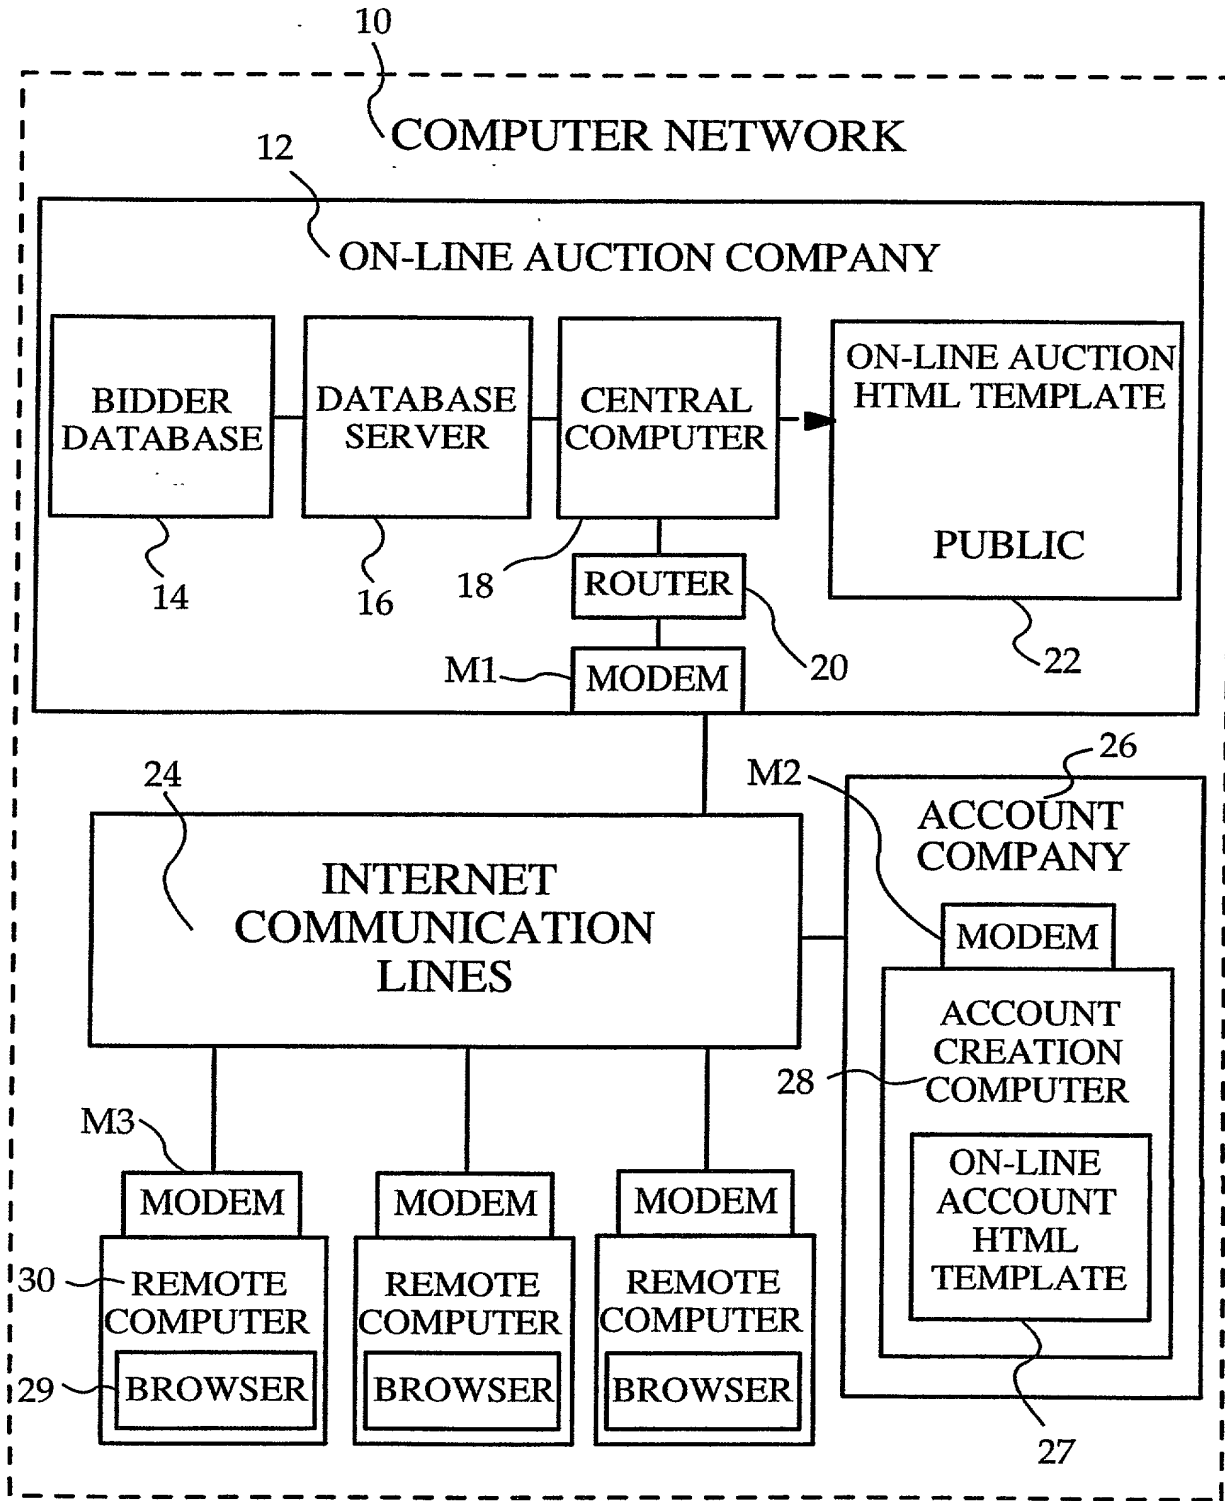 10
COMPUTER NETWORK
12
ON-LINE AUCTION COMPANY
BIDDER
DATABASE
DATABASE
SERVER
CENTRAL
COMPUTER
ON-LINE AUCTION
HTML TEMPLATE
PUBLIC
14
16
18
ROUTER
20
22
M1
MODEM
24
INTERNET
COMMUNICATION
LINES
M2
26
ACCOUNT
COMPANY
MODEM
ACCOUNT
CREATION
COMPUTER
28
ON-LINE
ACCOUNT
HTML
TEMPLATE
27
M3
MODEM
30
REMOTE
COMPUTER
29
BROWSER
MODEM
REMOTE
COMPUTER
BROWSER
MODEM
REMOTE
COMPUTER
BROWSER